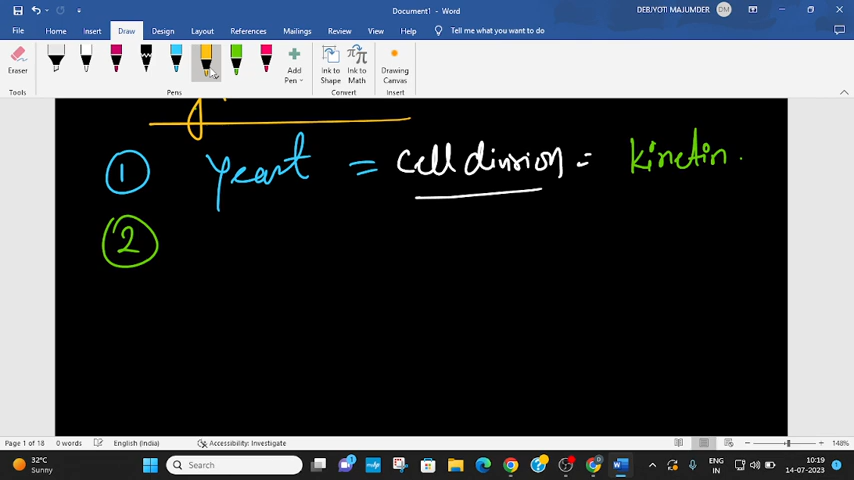 Document1 - Word
DEBJYOTI MAJUMDER DM
File Home Insert Draw Design Layout References Mailings Review View Help Tell me what you want to do
Eraser
Add Pen
Ink to Shape
Ink to Math
Drawing Canvas
Tools Pens Convert Insert
1 Yeast = cell division = kinetin.
2
Page 1 of 18 0 words English (India) Accessibility: Investigate 148%
32°C
Sunny
Search
ENG
IN
10:19
14-07-2023